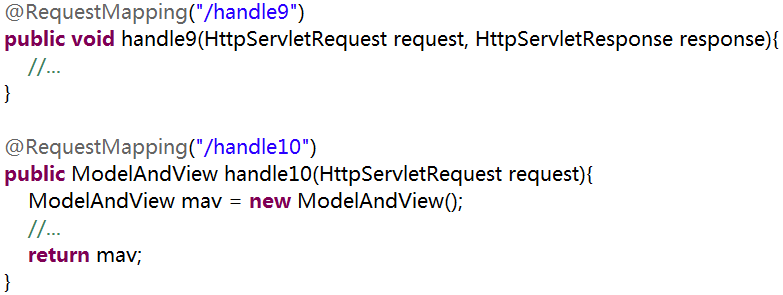 @RequestMapping("/handle9")
public void handle9(HttpServletRequest request, HttpServletResponse response){
//...
}
@RequestMapping("/handle10")
public ModelAndView handle10(HttpServletRequest request){
ModelAndView mav = new ModelAndView();
//...
return mav;
}